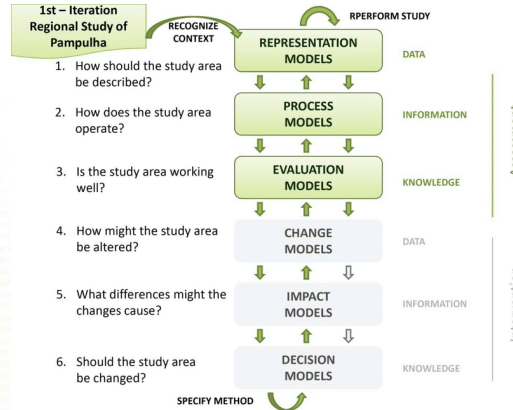 1st – Iteration
Regional Study of
Pampulha
RECOGNIZE
CONTEXT
RPERFORM STUDY
REPRESENTATION
MODELS
DATA
1. How should the study area
be described?
2. How does the study area
operate?
PROCESS
MODELS
INFORMATION
3. Is the study area working
well?
EVALUATION
MODELS
KNOWLEDGE
4. How might the study area
be altered?
CHANGE
MODELS
DATA
5. What differences might the
changes cause?
IMPACT
MODELS
INFORMATION
6. Should the study area
be changed?
DECISION
MODELS
KNOWLEDGE
SPECIFY METHOD